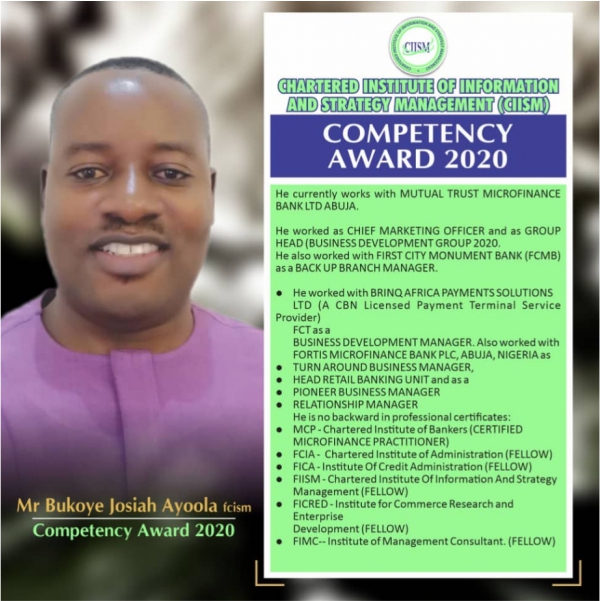 CIISM
CHARTERED INSTITUTE OF INFORMATION
AND STRATEGY MANAGEMENT (CIISM)
COMPETENCY
AWARD 2020
He currently works with MUTUAL TRUST MICROFINANCE
BANK LTD ABUJA.
He worked as CHIEF MARKETING OFFICER and as GROUP
HEAD (BUSINESS DEVELOPMENT GROUP 2020.
He also worked with FIRST CITY MONUMENT BANK (FCMB)
as a BACK UP BRANCH MANAGER.
● He worked with BRINQ AFRICA PAYMENTS SOLUTIONS
LTD (A CBN Licensed Payment Terminal Service
Provider)
FCT as a
BUSINESS DEVELOPMENT MANAGER. Also worked with
FORTIS MICROFINANCE BANK PLC, ABUJA, NIGERIA as
● TURN AROUND BUSINESS MANAGER,
● HEAD RETAIL BANKING UNIT and as a
● PIONEER BUSINESS MANAGER
● RELATIONSHIP MANAGER
He is no backward in professional certificates:
● MCP - Chartered Institute of Bankers (CERTIFIED
MICROFINANCE PRACTITIONER)
● FCIA - Chartered Institute of Administration (FELLOW)
● FICA - Institute Of Credit Administration (FELLOW)
● FIISM - Chartered Institute Of Information And Strategy
Management (FELLOW)
● FICRED - Institute for Commerce Research and
Enterprise
Development (FELLOW)
● FIMC-- Institute of Management Consultant. (FELLOW)
Mr Bukoye Josiah Ayoola fcism
Competency Award 2020